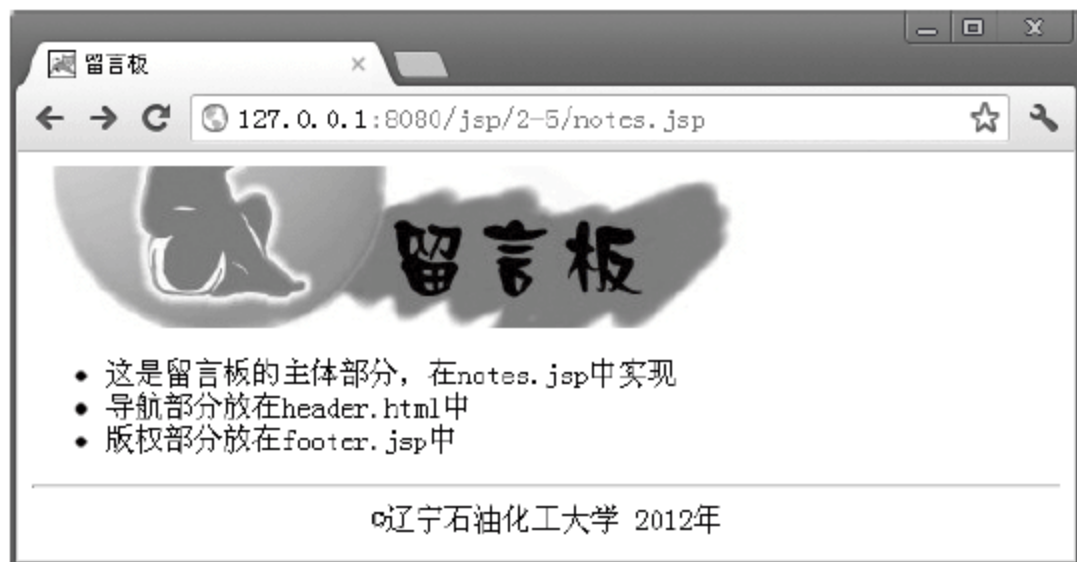 留言板
127.0.0.1:8080/jsp/2-5/notes.jsp
留言板
这是留言板的主体部分，在notes.jsp中实现
导航部分放在header.html中
版权部分放在footer.jsp中
©辽宁石油化工大学 2012年